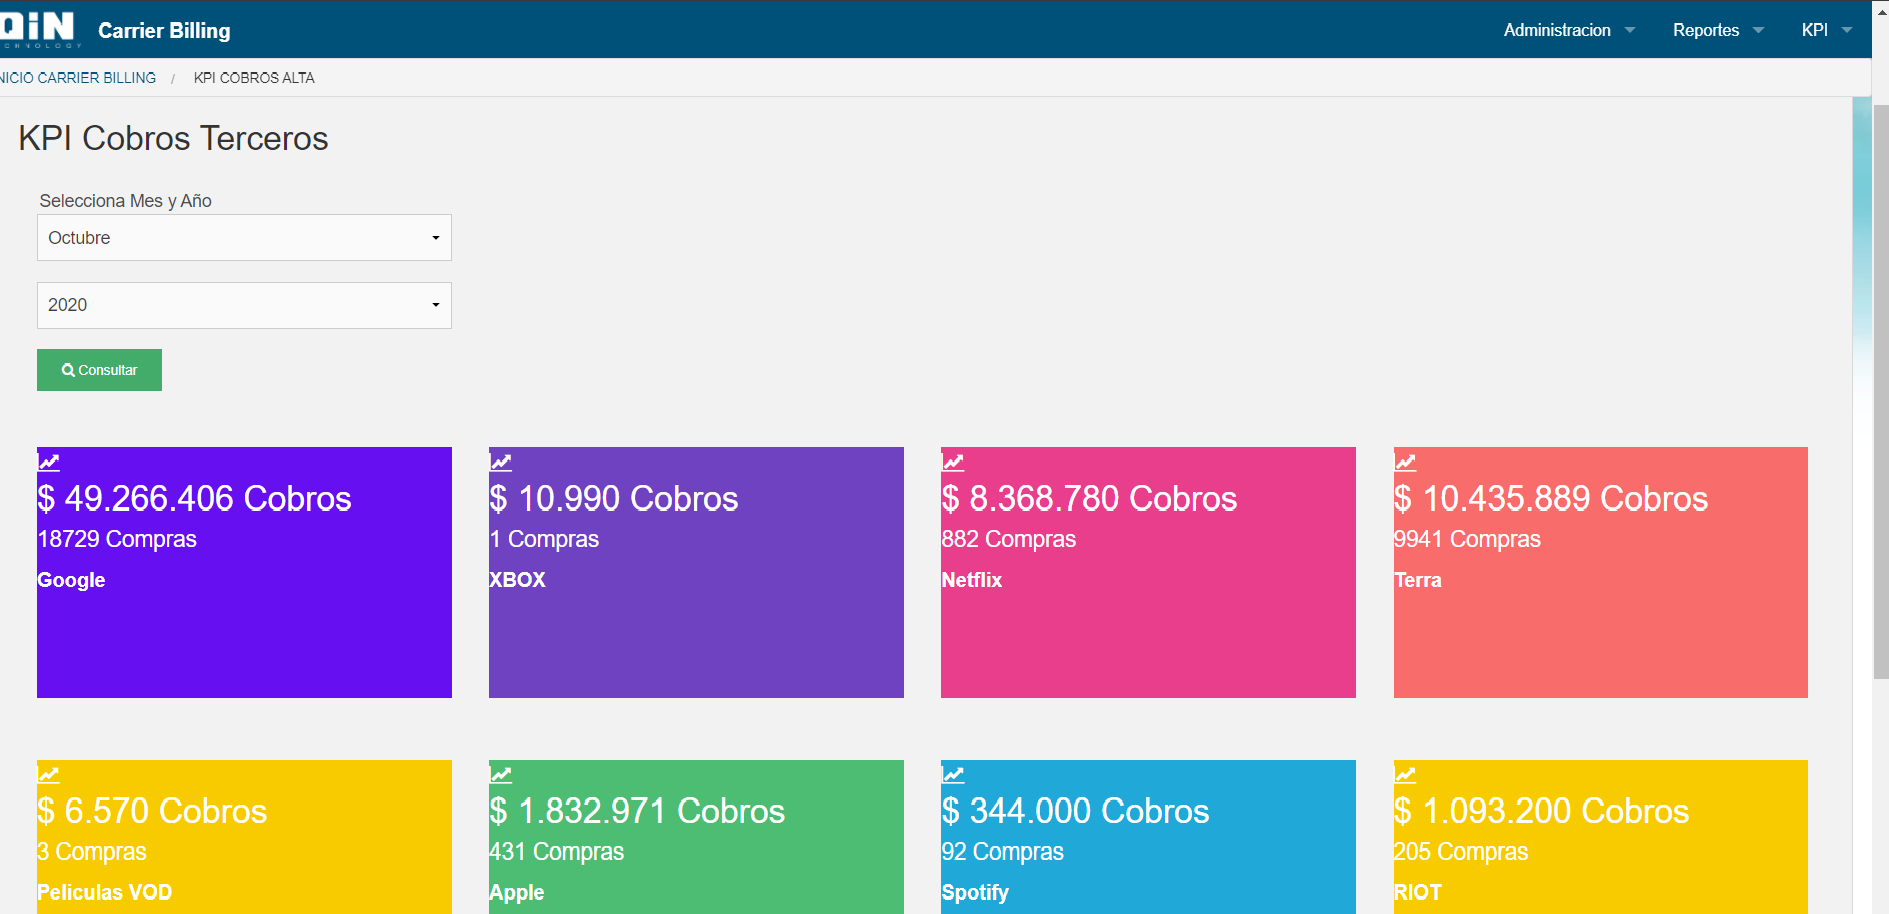 QiN
Carrier Billing
Administracion
Reportes
KPI
NICIO CARRIER BILLING / KPI COBROS ALTA
KPI Cobros Terceros
Selecciona Mes y Año
Octubre
2020
Consultar
$ 49.266.406 Cobros
18729 Compras
Google
$ 10.990 Cobros
1 Compras
XBOX
$ 8.368.780 Cobros
882 Compras
Netflix
$ 10.435.889 Cobros
9941 Compras
Terra
$ 6.570 Cobros
3 Compras
Peliculas VOD
$ 1.832.971 Cobros
431 Compras
Apple
$ 344.000 Cobros
92 Compras
Spotify
$ 1.093.200 Cobros
205 Compras
RIOT